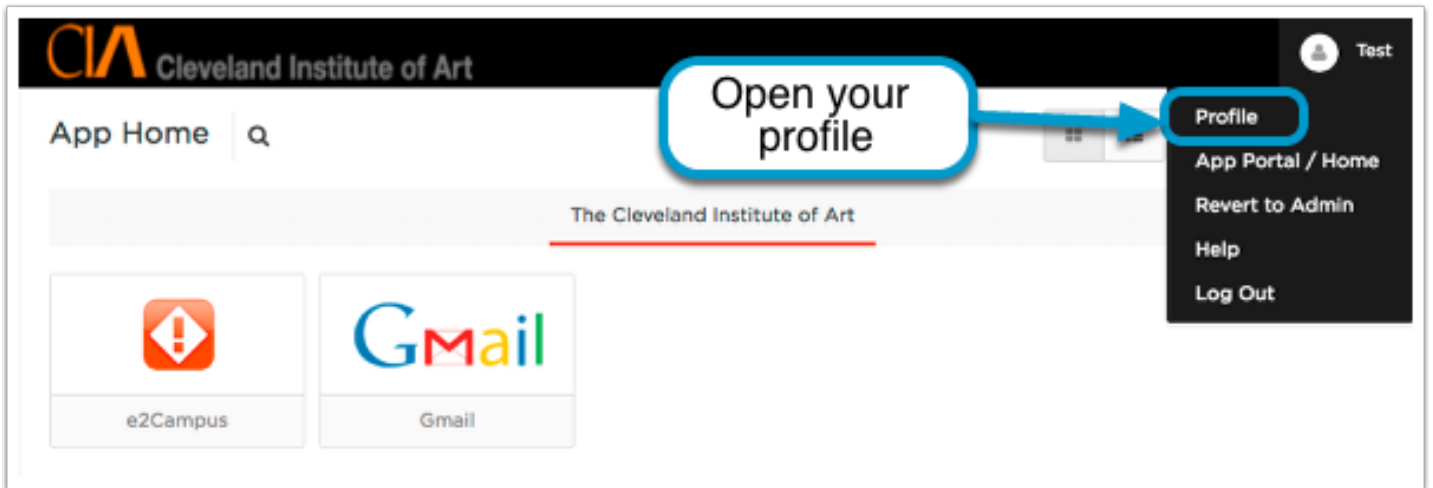 CIA Cleveland Institute of Art
Test
Open your
profile
Profile
App Home
App Portal / Home
Revert to Admin
The Cleveland Institute of Art
Help
Log Out
Gmail
e2Campus
Gmail